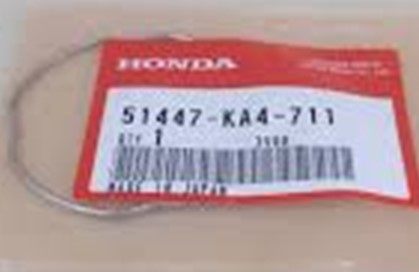 HONDA
51447-KA4-711
QTY 1
MADE IN JAPAN